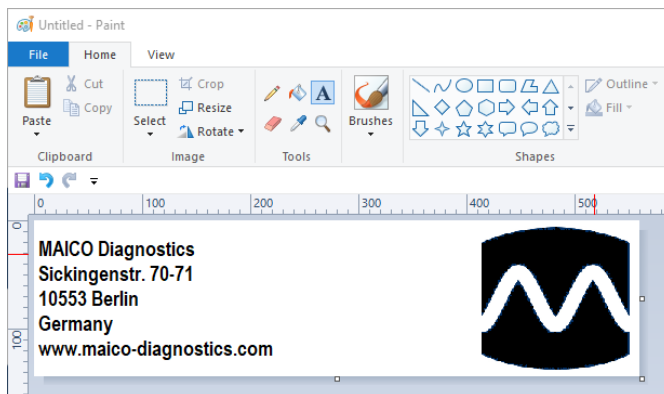 Untitled - Paint
File Home View
Paste Cut Copy
Select Crop Resize Rotate
A
Brushes
Outline
Fill
Clipboard Image Tools Shapes
0 100 200 300 400 500
0
100
MAICO Diagnostics
Sickingenstr. 70-71
10553 Berlin
Germany
www.maico-diagnostics.com